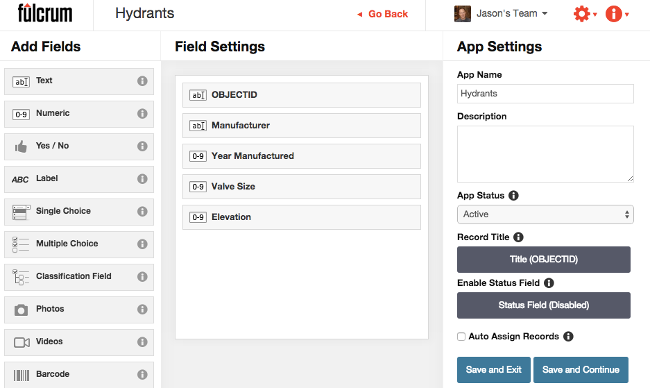 fulcrum
Hydrants
Go Back
Jason's Team
Add Fields
Text
0-9 Numeric
Yes / No
ABC Label
Single Choice
Multiple Choice
Classification Field
Photos
Videos
Barcode
Field Settings
abI OBJECTID
abI Manufacturer
0-9 Year Manufactured
0-9 Valve Size
0-9 Elevation
App Settings
App Name
Hydrants
Description
App Status
Active
Record Title
Title (OBJECTID)
Enable Status Field
Status Field (Disabled)
Auto Assign Records
Save and Exit
Save and Continue